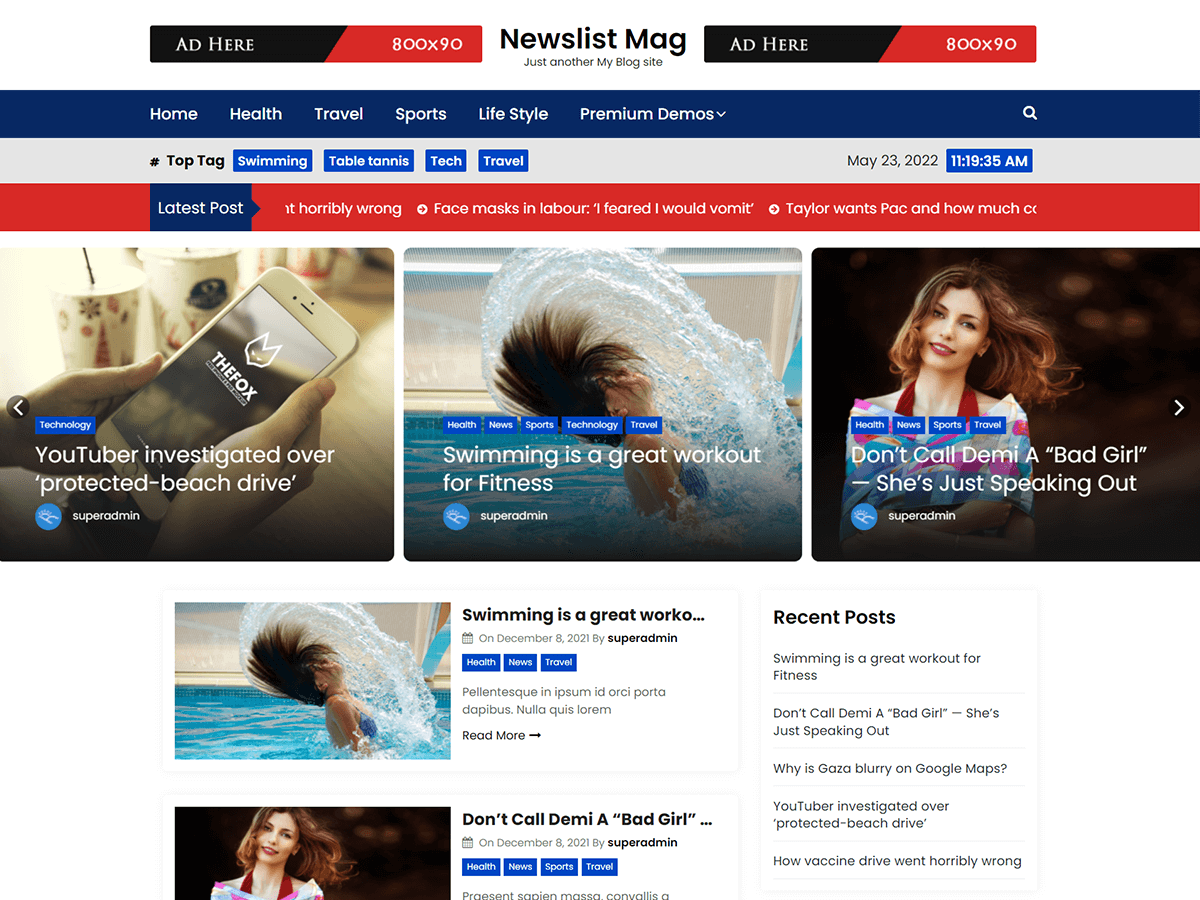 AD HERE 800x90
Newslist Mag
Just another My Blog site
AD HERE 800x90
Home Health Travel Sports Life Style Premium Demos
# Top Tag Swimming Table tannis Tech Travel May 23, 2022 11:19:35 AM
Latest Post nt horribly wrong Face masks in labour: ‘I feared I would vomit’ Taylor wants Pac and how much co
THEFOX
Technology
YouTuber investigated over
‘protected-beach drive’
superadmin
Health News Sports Technology Travel
Swimming is a great workout
for Fitness
superadmin
Health News Sports Travel
Don’t Call Demi A “Bad Girl”
— She’s Just Speaking Out
superadmin
Swimming is a great worko...
On December 8, 2021 By superadmin
Health News Travel
Pellentesque in ipsum id orci porta
dapibus. Nulla quis lorem
Read More
Don’t Call Demi A “Bad Girl” ...
On December 8, 2021 By superadmin
Health News Sports Travel
Praesent sapien massa, convallis a
Recent Posts
Swimming is a great workout for
Fitness
Don’t Call Demi A “Bad Girl” — She’s
Just Speaking Out
Why is Gaza blurry on Google Maps?
YouTuber investigated over
‘protected-beach drive’
How vaccine drive went horribly wrong